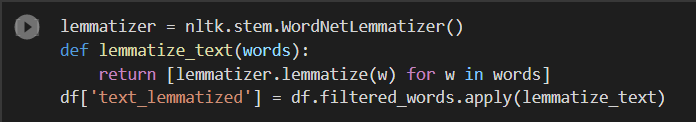 lemmatizer = nltk.stem.WordNetLemmatizer()
def lemmatize_text(words):
    return [lemmatizer.lemmatize(w) for w in words]
df['text_lemmatized'] = df.filtered_words.apply(lemmatize_text)